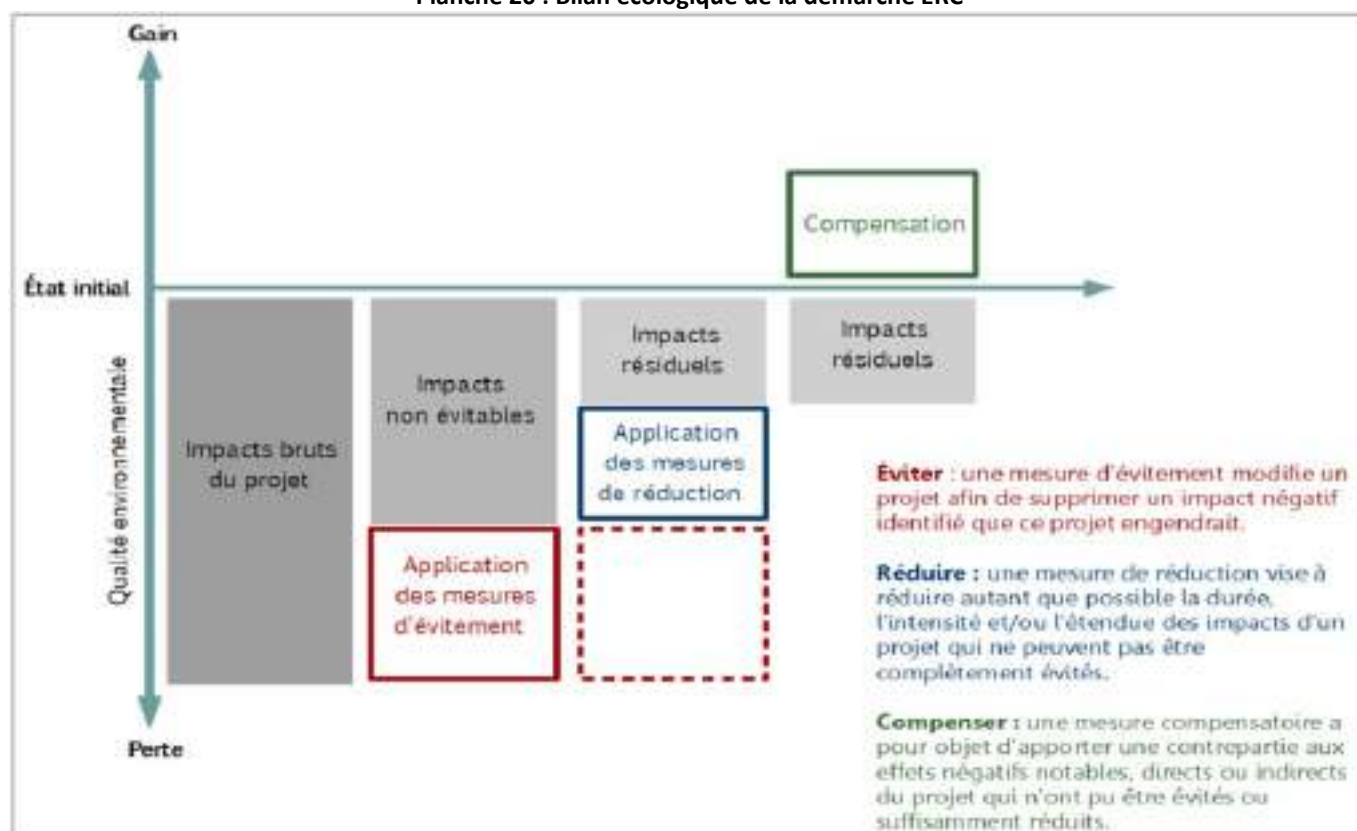 Planche 20 : Bilan écologique de la démarche ERC
Gain
État initial
Qualité environnementale
Perte
Impacts bruts
du projet
Impacts
non évitables
Application
des mesures
d'évitement
Impacts
résiduels
Application
des mesures
de réduction
Compensation
Impacts
résiduels
Éviter : une mesure d'évitement modifie un
projet afin de supprimer un impact négatif
identifié que ce projet engendrait.
Réduire : une mesure de réduction vise à
réduire autant que possible la durée,
l'intensité et/ou l'étendue des impacts d'un
projet qui ne peuvent pas être
complètement évités.
Compenser : une mesure compensatoire a
pour objet d'apporter une contrepartie aux
effets négatifs notables, directs ou indirects
du projet qui n'ont pu être évités ou
suffisamment réduits.